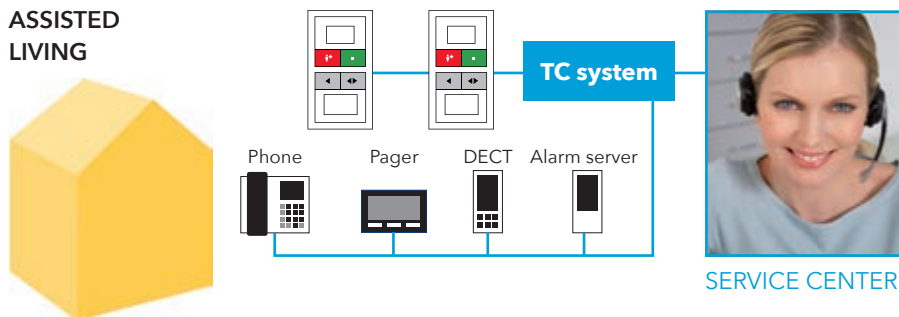 ASSISTED
LIVING
TC system
Phone
Pager
DECT
Alarm server
SERVICE CENTER